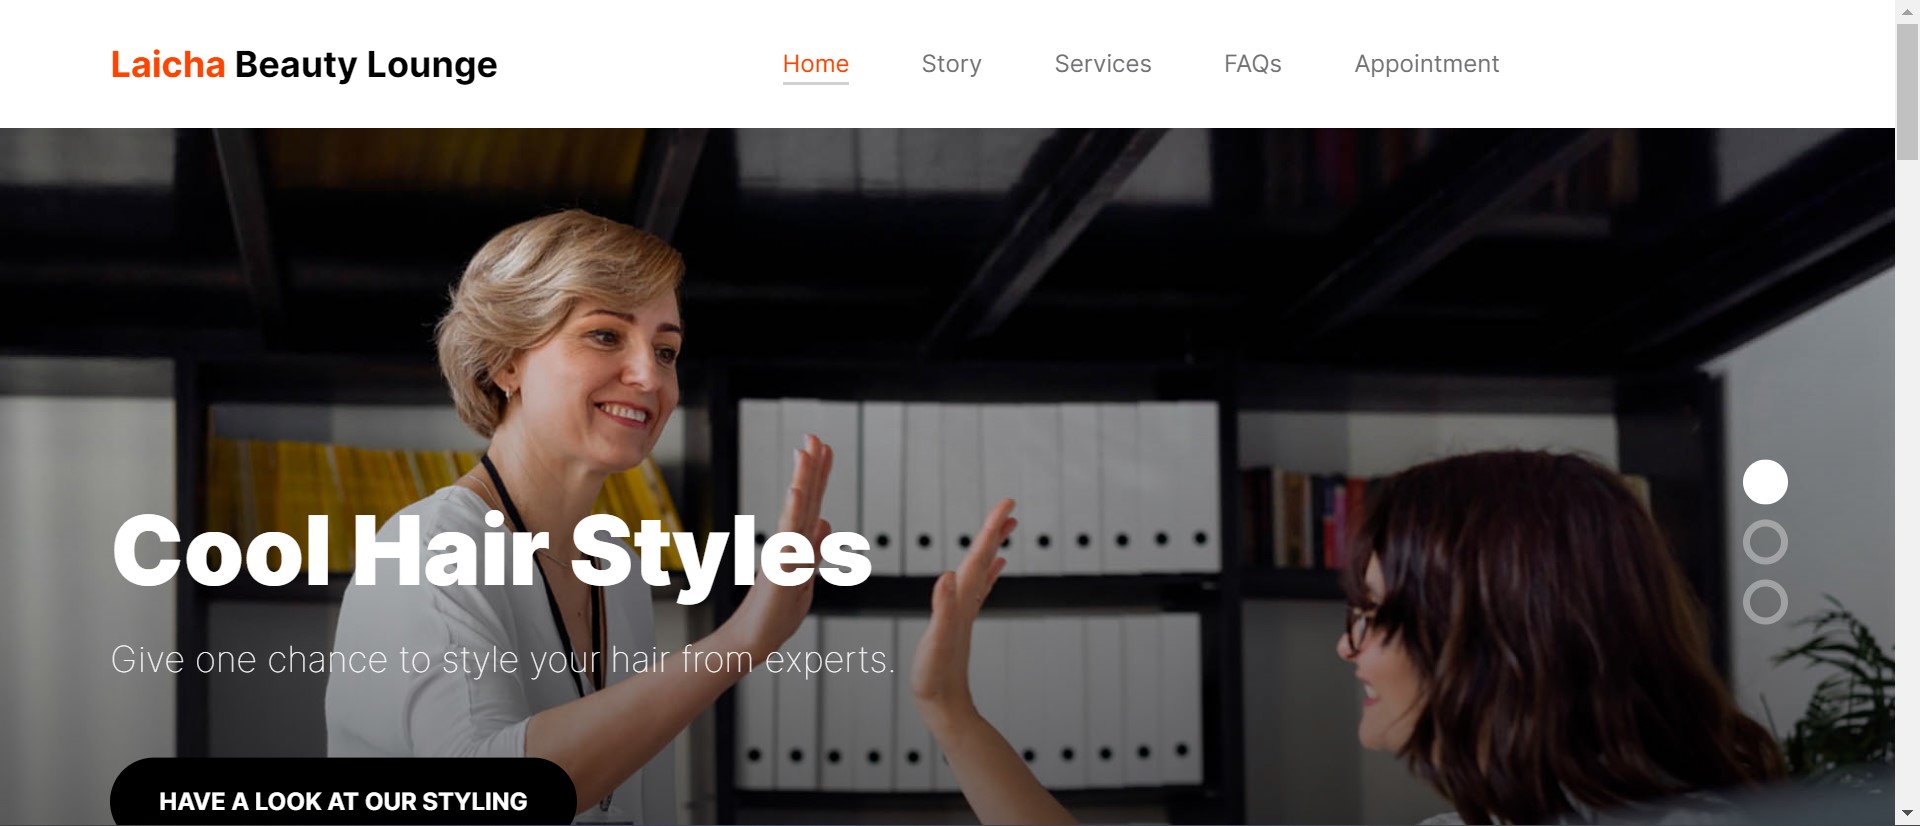 Laicha Beauty Lounge
Home Story Services FAQs Appointment
Cool Hair Styles
Give one chance to style your hair from experts.
HAVE A LOOK AT OUR STYLING